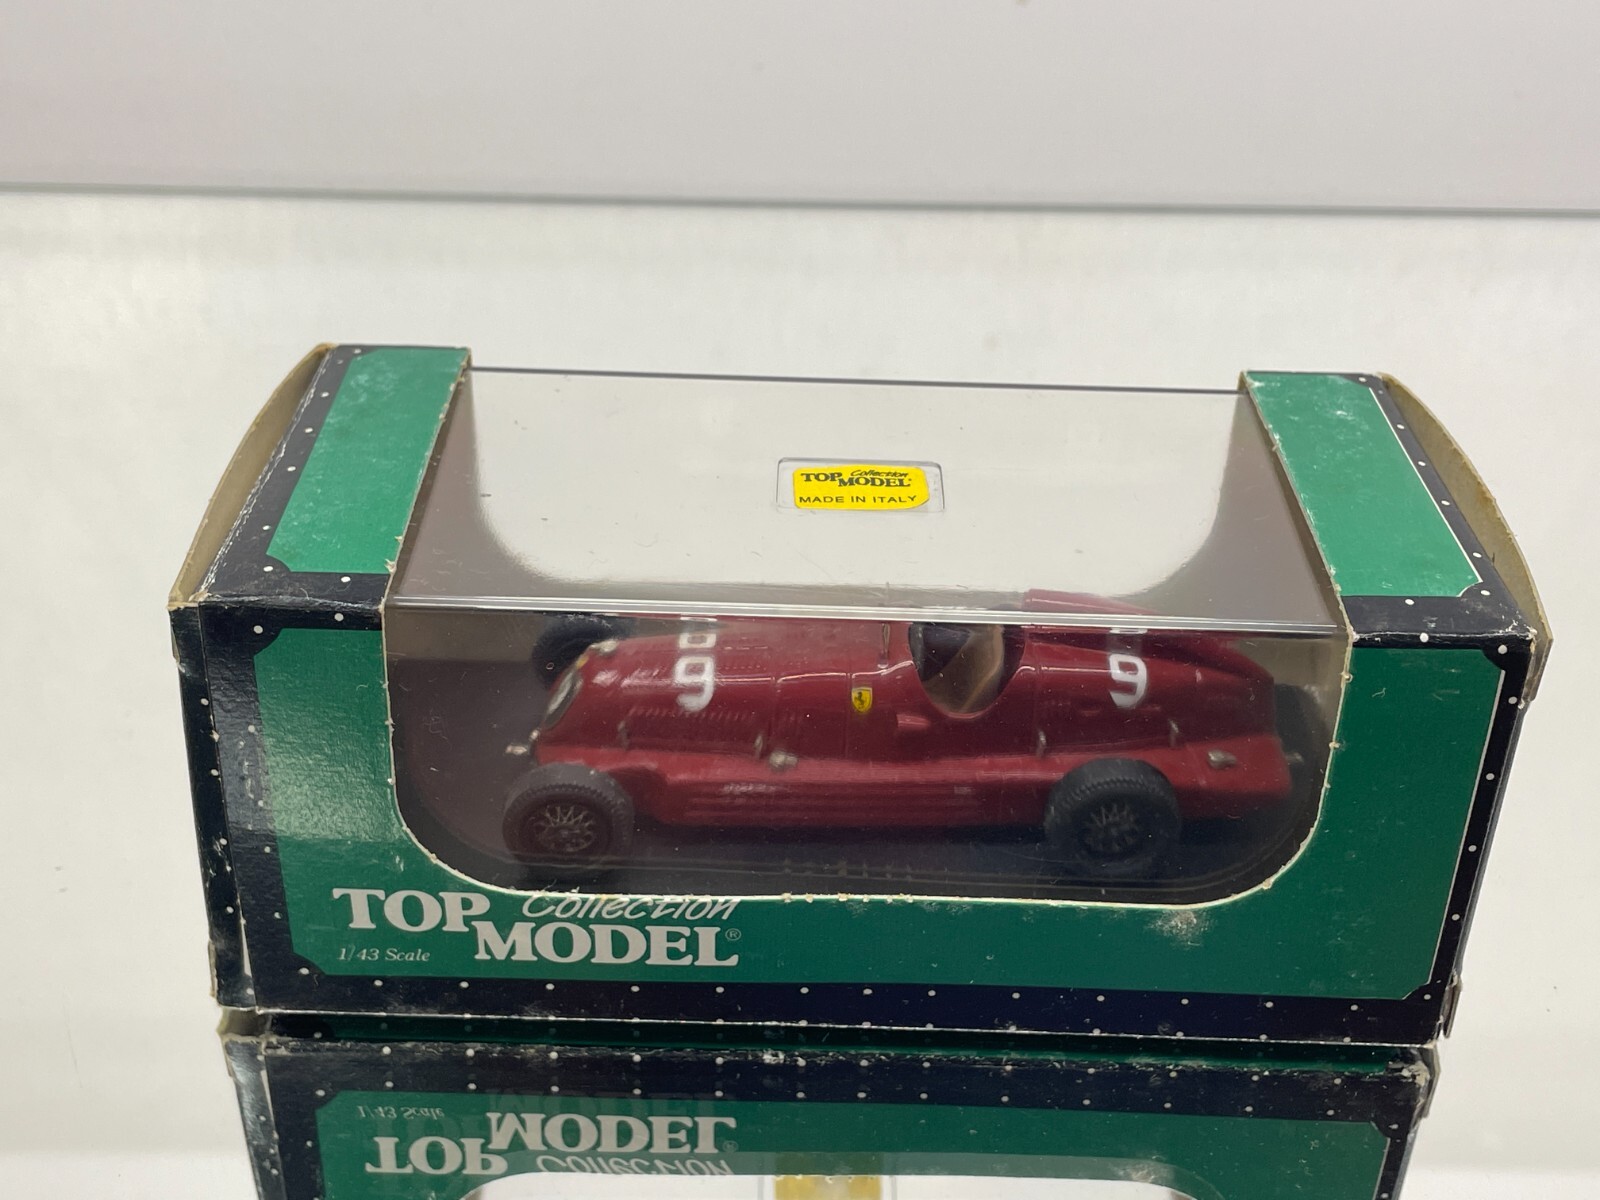 Collection
TOP MODEL®
MADE IN ITALY
9
9
Collection
TOP MODEL®
1/43 Scale